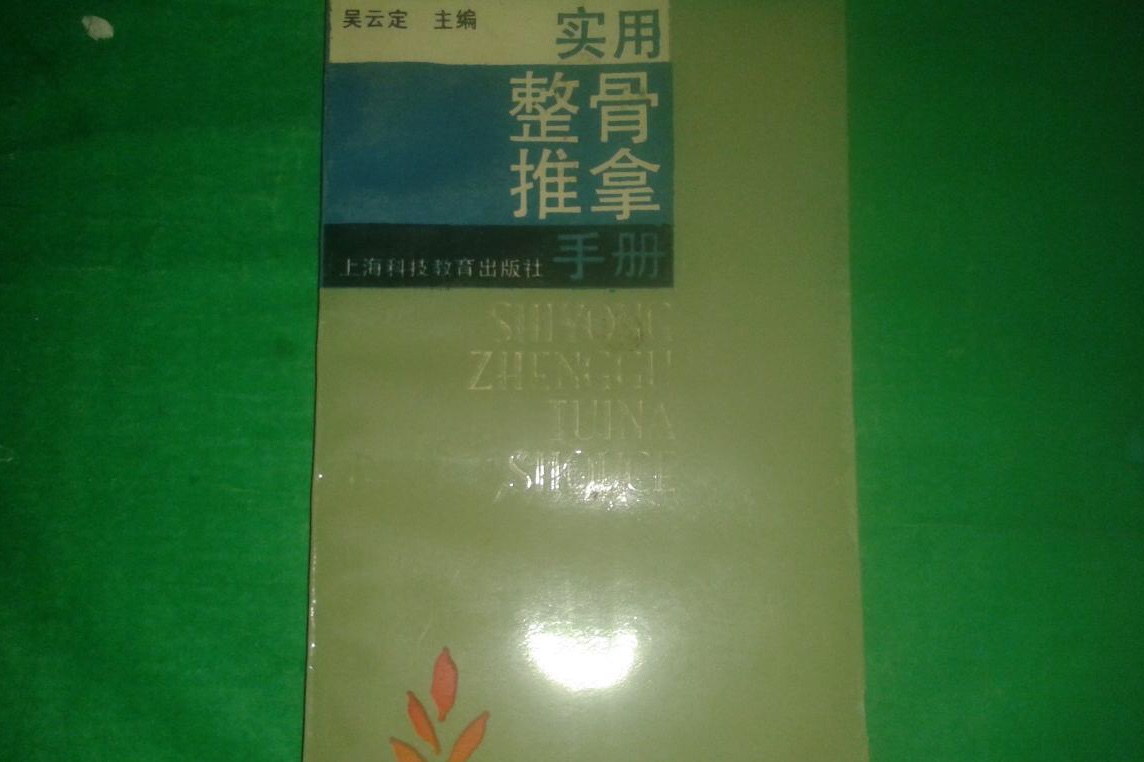 吴云定 主编
实用
整骨
推拿
手册
上海科技教育出版社
SHIYONG
ZHENGGU
TUINA
SHOUCE